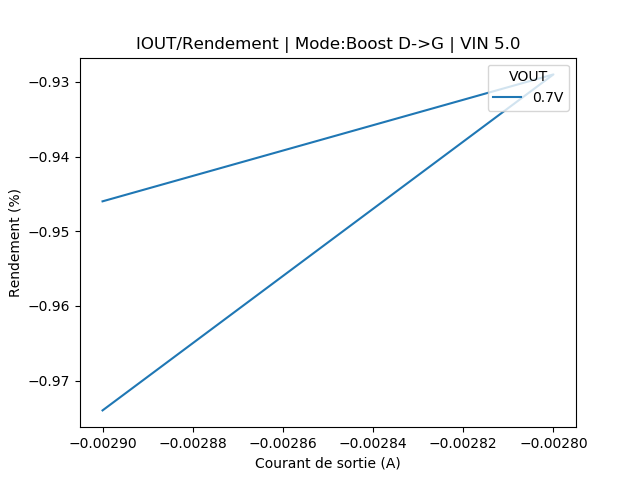 IOUT/Rendement | Mode:Boost D->G | VIN 5.0
VOUT
0.7V
−0.93
−0.94
−0.95
−0.96
−0.97
Rendement (%)
−0.00290 −0.00288 −0.00286 −0.00284 −0.00282 −0.00280
Courant de sortie (A)